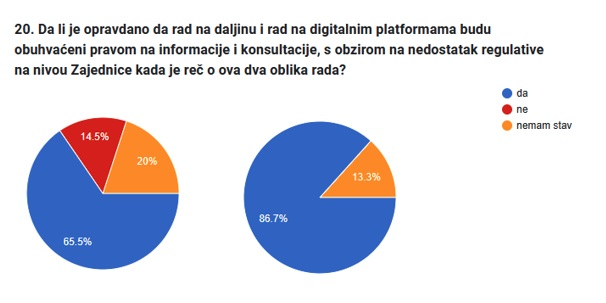 20. Da li je opravdano da rad na daljinu i rad na digitalnim platformama budu
obuhvaćeni pravom na informacije i konsultacije, s obzirom na nedostatak regulative
na nivou Zajednice kada je reč o ova dva oblika rada?
da
ne
nemam stav
14.5%
20%
65.5%
13.3%
86.7%